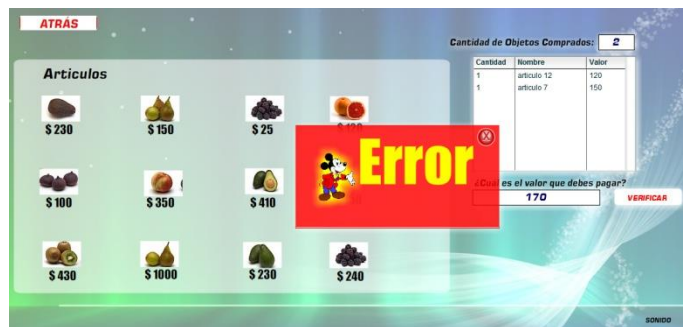 ATRÁS
Cantidad de Objetos Comprados: 2
Articulos
Cantidad Nombre Valor
1 articulo 12 120
1 articulo 7 150
$ 230
$ 150
$ 25
$ 120
Error
$ 100
$ 350
$ 410
¿Cual es el valor que debes pagar?
170
VERIFICAR
$ 430
$ 1000
$ 230
$ 240
SONIDO